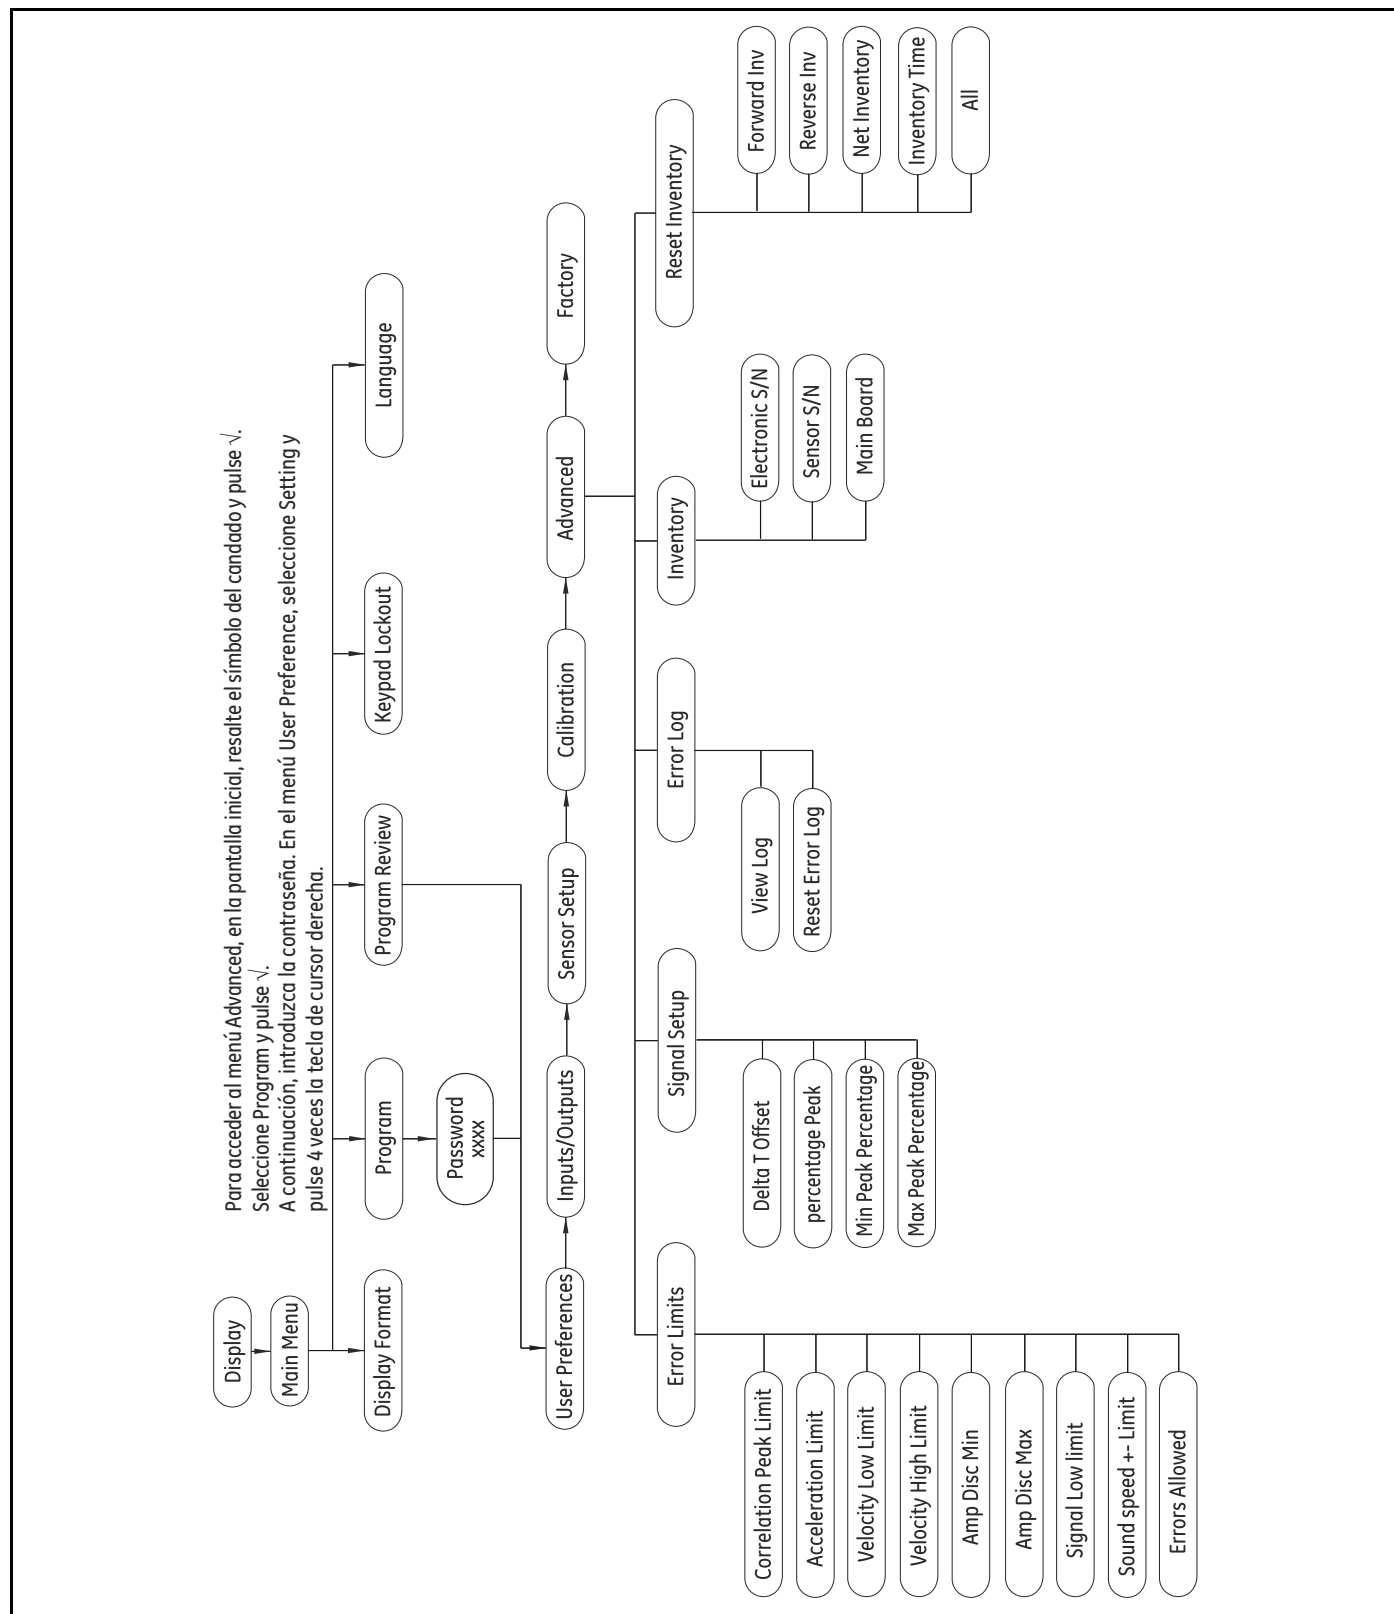 Display
Main Menu
Para acceder al menú Advanced, en la pantalla inicial, resalte el símbolo del candado y pulse √.
Seleccione Program y pulse √.
A continuación, introduzca la contraseña. En el menú User Preference, seleccione Setting y
pulse 4 veces la tecla de cursor derecha.
Display Format
Program
Program Review
Keypad Lockout
Language
Password
xxxx
User Preferences
Inputs/Outputs
Sensor Setup
Calibration
Advanced
Factory
Error Limits
Signal Setup
Error Log
Inventory
Reset Inventory
Correlation Peak Limit
Acceleration Limit
Velocity Low Limit
Velocity High Limit
Amp Disc Min
Amp Disc Max
Signal Low limit
Sound speed +- Limit
Errors Allowed
Delta T Offset
percentage Peak
Min Peak Percentage
Max Peak Percentage
View Log
Reset Error Log
Electronic S/N
Sensor S/N
Main Board
Forward Inv
Reverse Inv
Net Inventory
Inventory Time
All